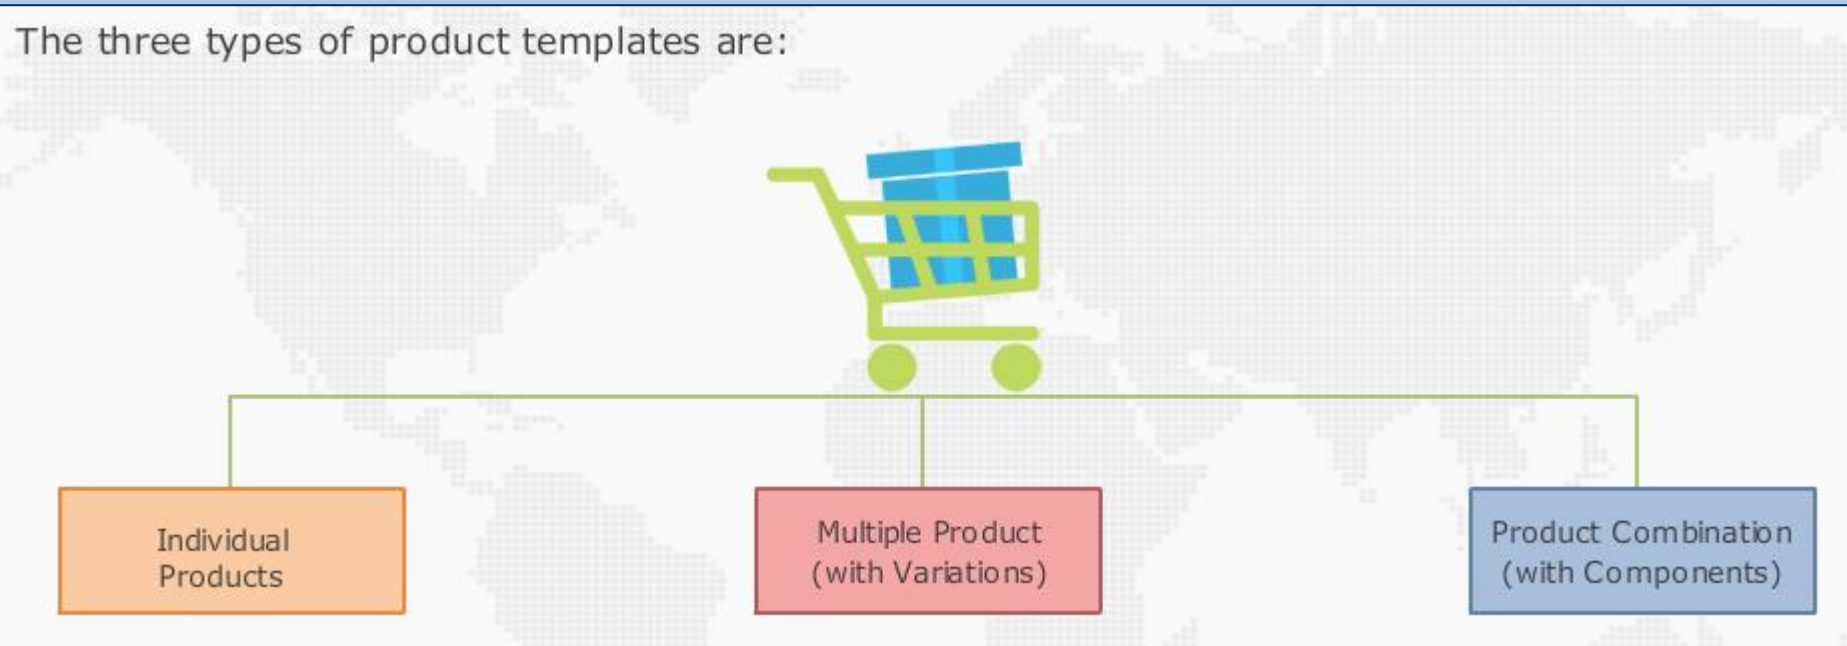 The three types of product templates are:
Individual
Products
Multiple Product
(with Variations)
Product Combination
(with Components)